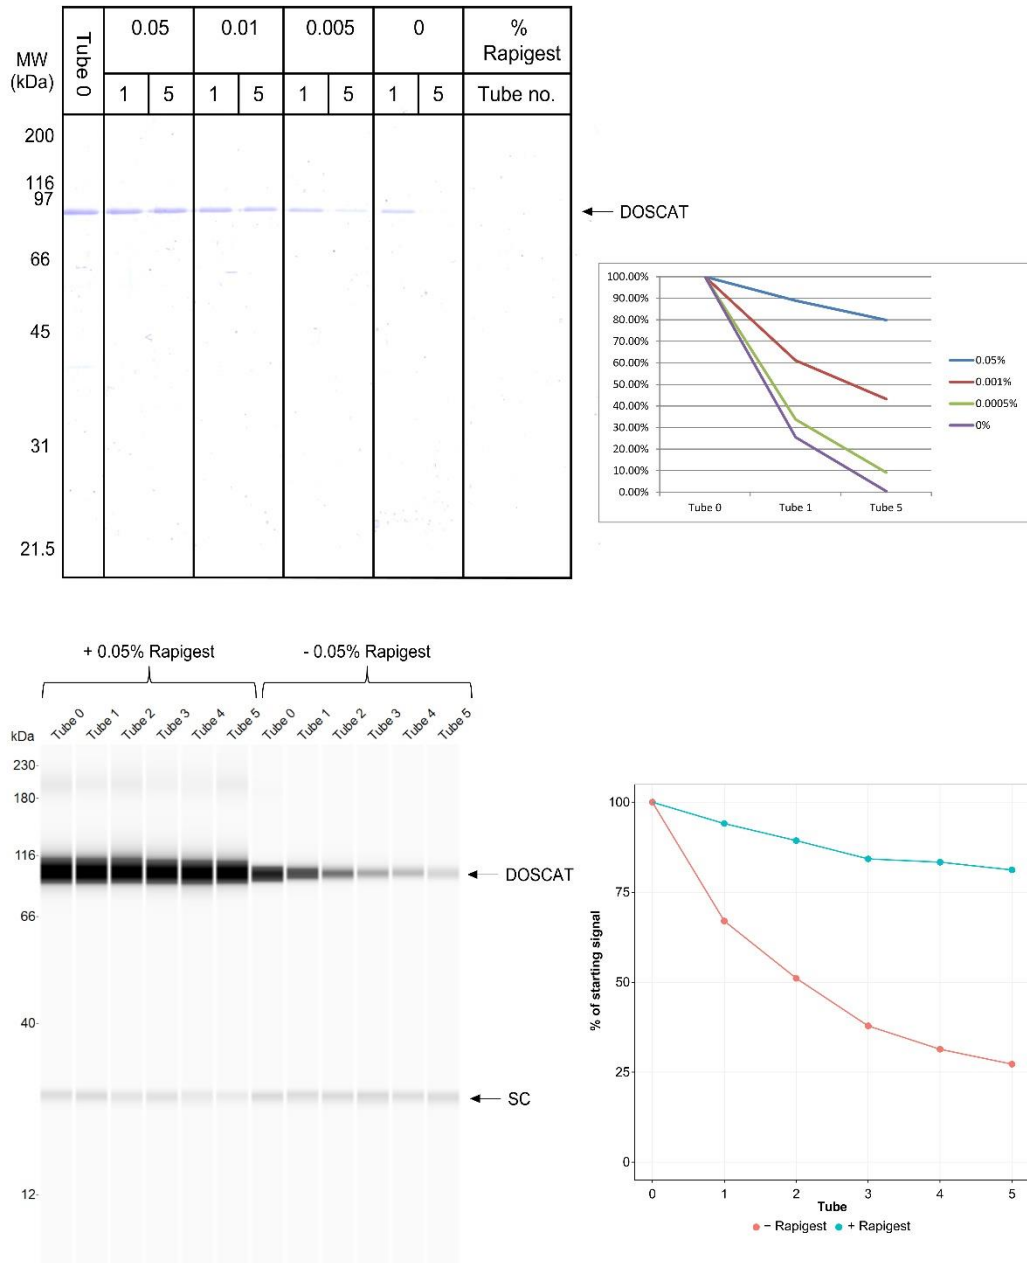 MW
(kDa)
Tube 0
0.05 0.01 0.005 0 %
Rapigest
1 5 1 5 1 5 1 5 Tube no.
200
116
97
66
45
31
21.5
DOSCAT
100.00%
90.00%
80.00%
70.00%
60.00%
50.00%
40.00%
30.00%
20.00%
10.00%
0.00%
Tube 0 Tube 1 Tube 5
0.05%
0.001%
0.0005%
0%
+ 0.05% Rapigest - 0.05% Rapigest
Tube 0 Tube 1 Tube 2 Tube 3 Tube 4 Tube 5 Tube 0 Tube 1 Tube 2 Tube 3 Tube 4 Tube 5
kDa
230-
180-
116-
66-
40-
12-
DOSCAT
SC
% of starting signal
100
75
50
25
0
0 1 2 3 4 5
Tube
− Rapigest + Rapigest